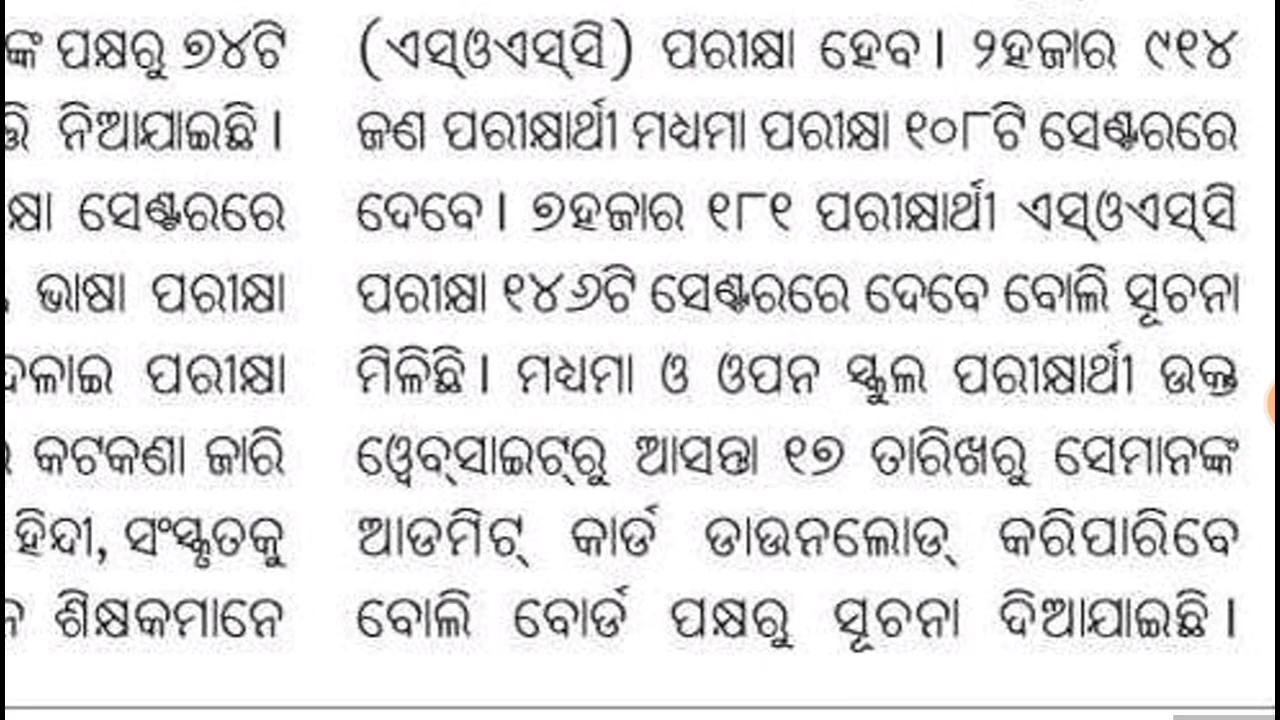 ଙ୍କ ପକ୍ଷରୁ ୭୪ଟି
ନିଆଯାଇଛି।
କ୍ଷା ସେଣ୍ଟରରେ
ଭାଷା ପରୀକ୍ଷା
ଦଳାଇ ପରୀକ୍ଷା
କଟକଣା ଜାରି
ହିନ୍ଦୀ, ସଂସ୍କୃତକୁ
ଶିକ୍ଷକମାନେ
(ଏସ୍ଓଏସ୍ସି) ପରୀକ୍ଷା ହେବ। ୨ହଜାର ୯୧୪
ଜଣ ପରୀକ୍ଷାର୍ଥୀ ମଧ୍ୟମା ପରୀକ୍ଷା ୧୦୮ଟି ସେଣ୍ଟରରେ
ଦେବେ। ୭ହଜାର ୧୮୧ ପରୀକ୍ଷାର୍ଥୀ ଏସ୍ଓଏସ୍ସି
ପରୀକ୍ଷା ୧୪୬ଟି ସେଣ୍ଟରରେ ଦେବେ ବୋଲି ସୂଚନା
ମିଳିଛି। ମଧ୍ୟମା ଓ ଓପନ ସ୍କୁଲ ପରୀକ୍ଷାର୍ଥୀ ଉକ୍ତ
ୱେବ୍‌ସାଇଟ୍‌ରୁ ଆସନ୍ତା ୧୭ ତାରିଖରୁ ସେମାନଙ୍କ
ଆଡମିଟ୍ କାର୍ଡ ଡାଉନଲୋଡ୍ କରିପାରିବେ
ବୋଲି ବୋର୍ଡ ପକ୍ଷରୁ ସୂଚନା ଦିଆଯାଇଛି।